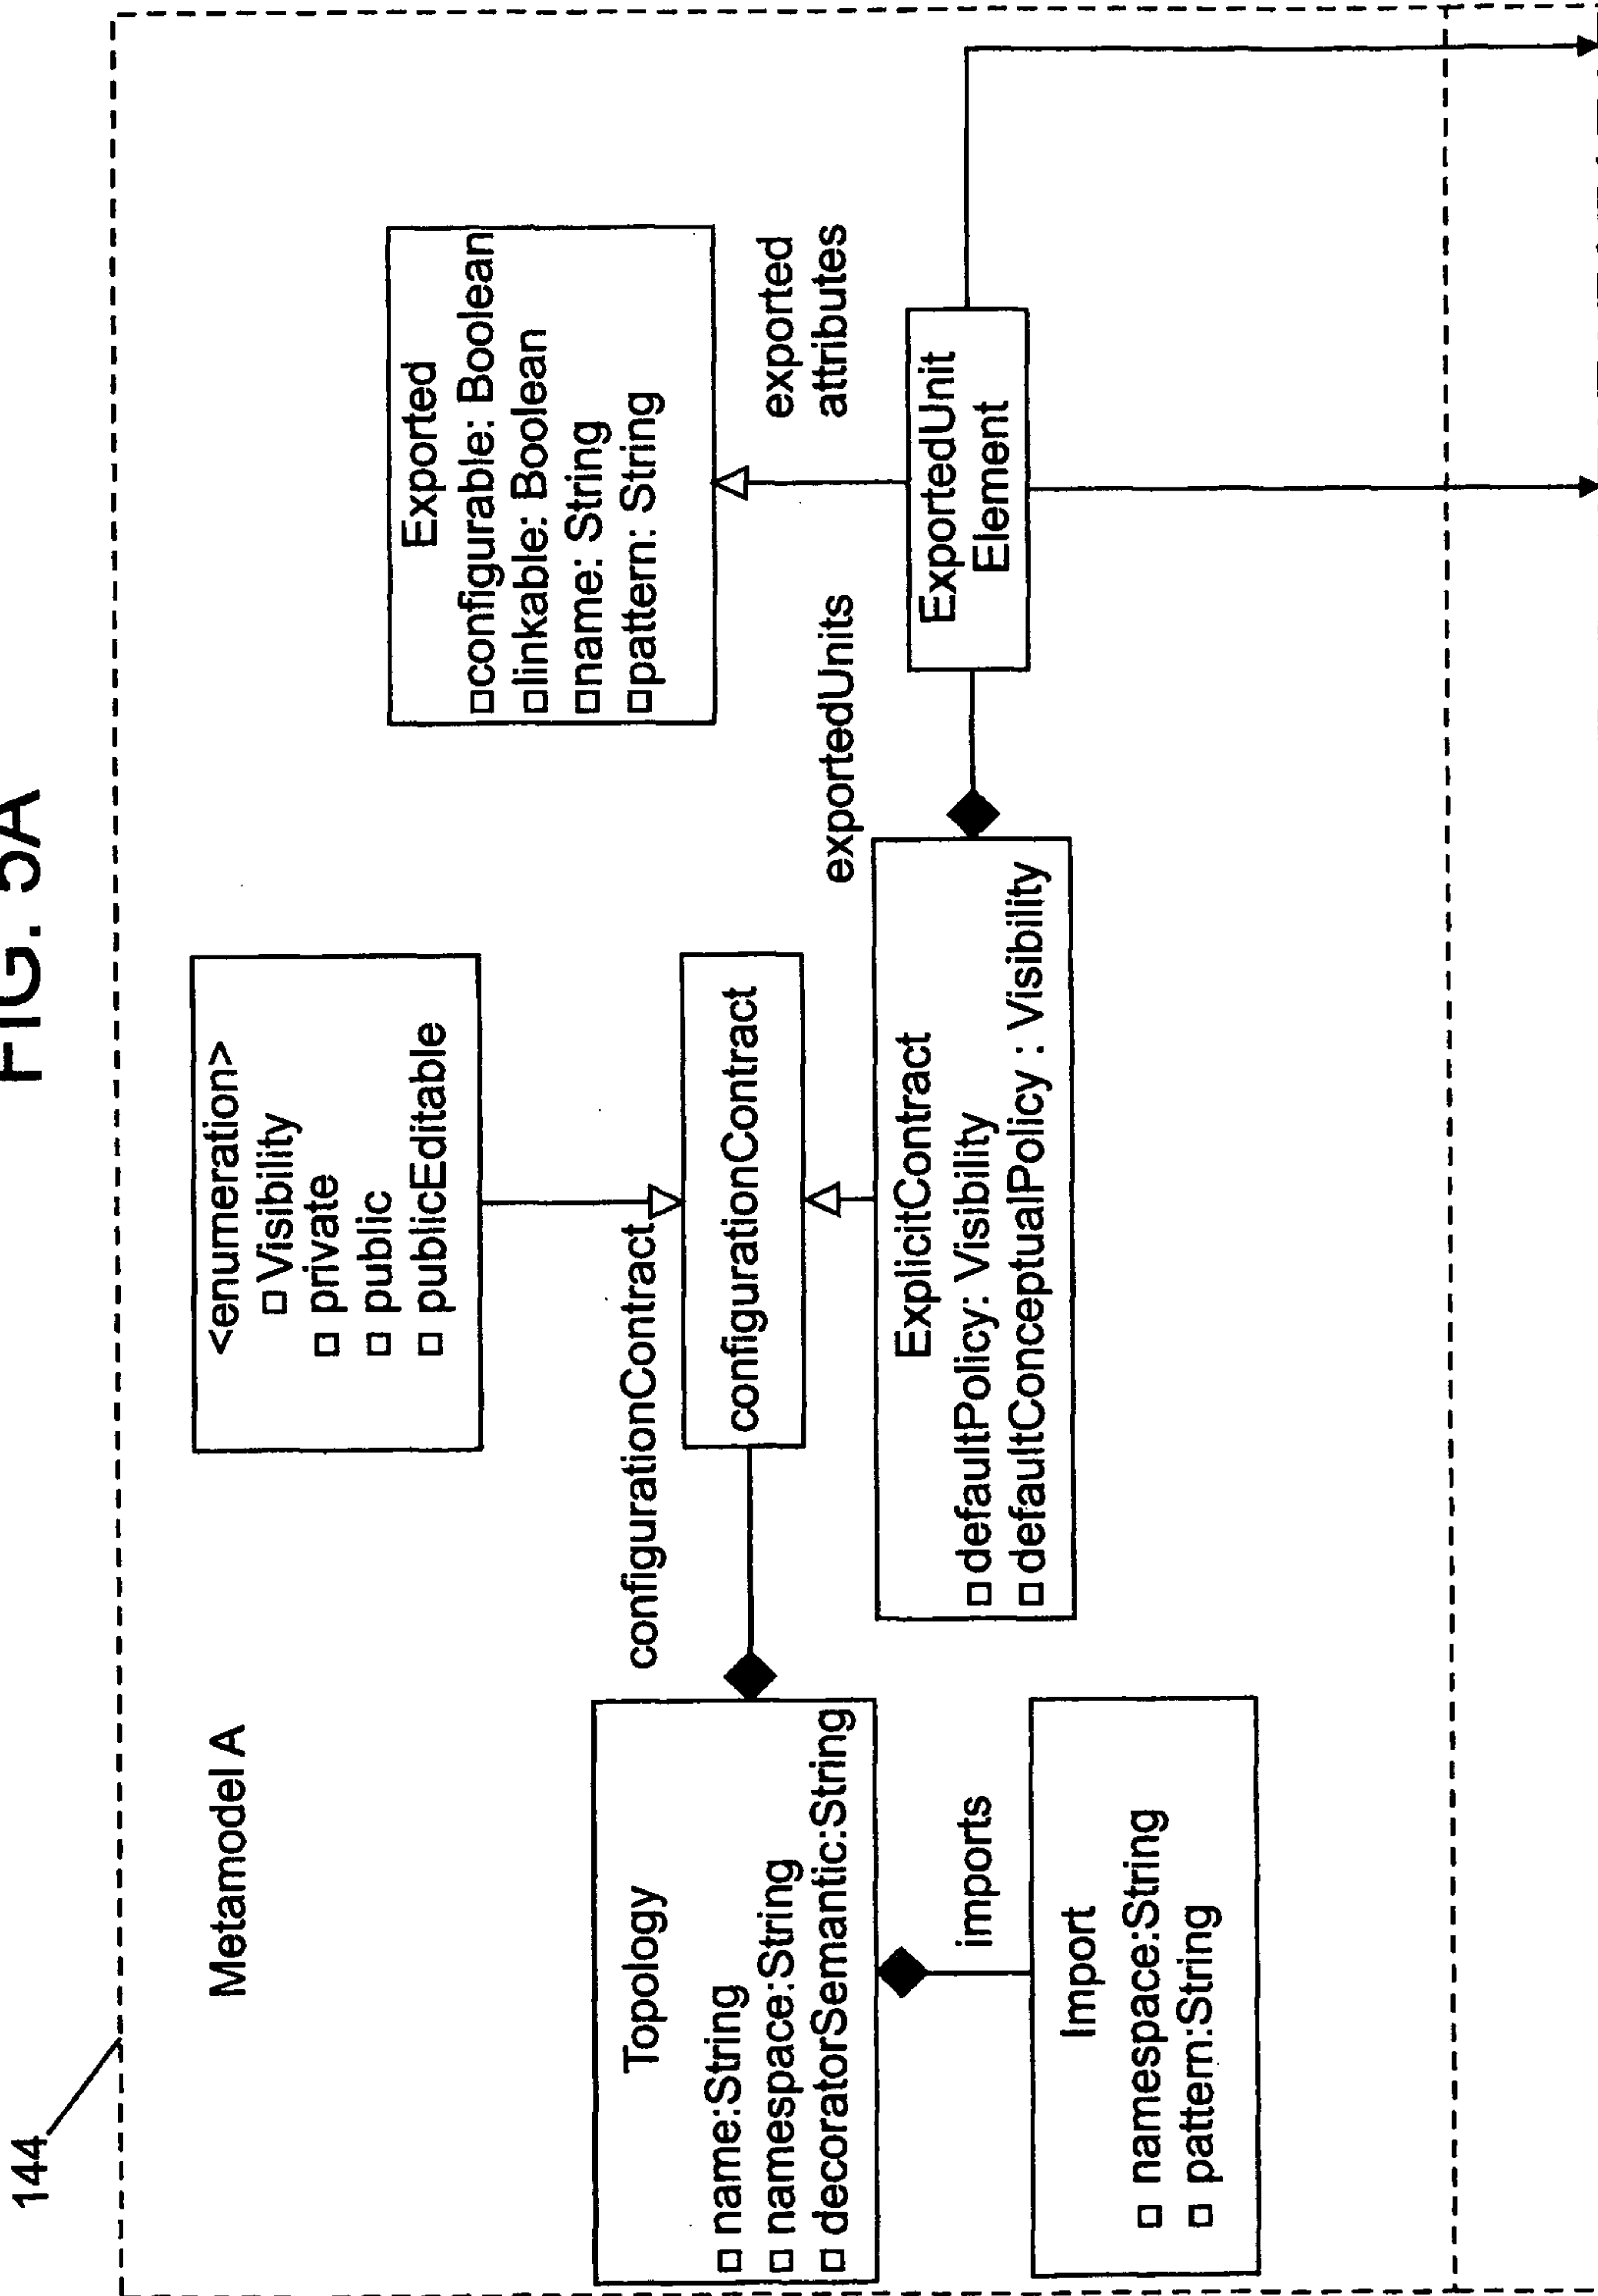 FIG. 5A
144
Metamodel A
<enumeration>
Visibility
private
public
publicEditable
Exported
configurable: Boolean
linkable: Boolean
name: String
pattern: String
configurationContract
configurationContract
exported
attributes
Topology
name:String
namespace:String
decoratorSemantic:String
exportedUnits
ExportedUnit
Element
ExplicitContract
defaultPolicy: Visibility
defaultConceptualPolicy : Visibility
imports
Import
namespace:String
pattern:String